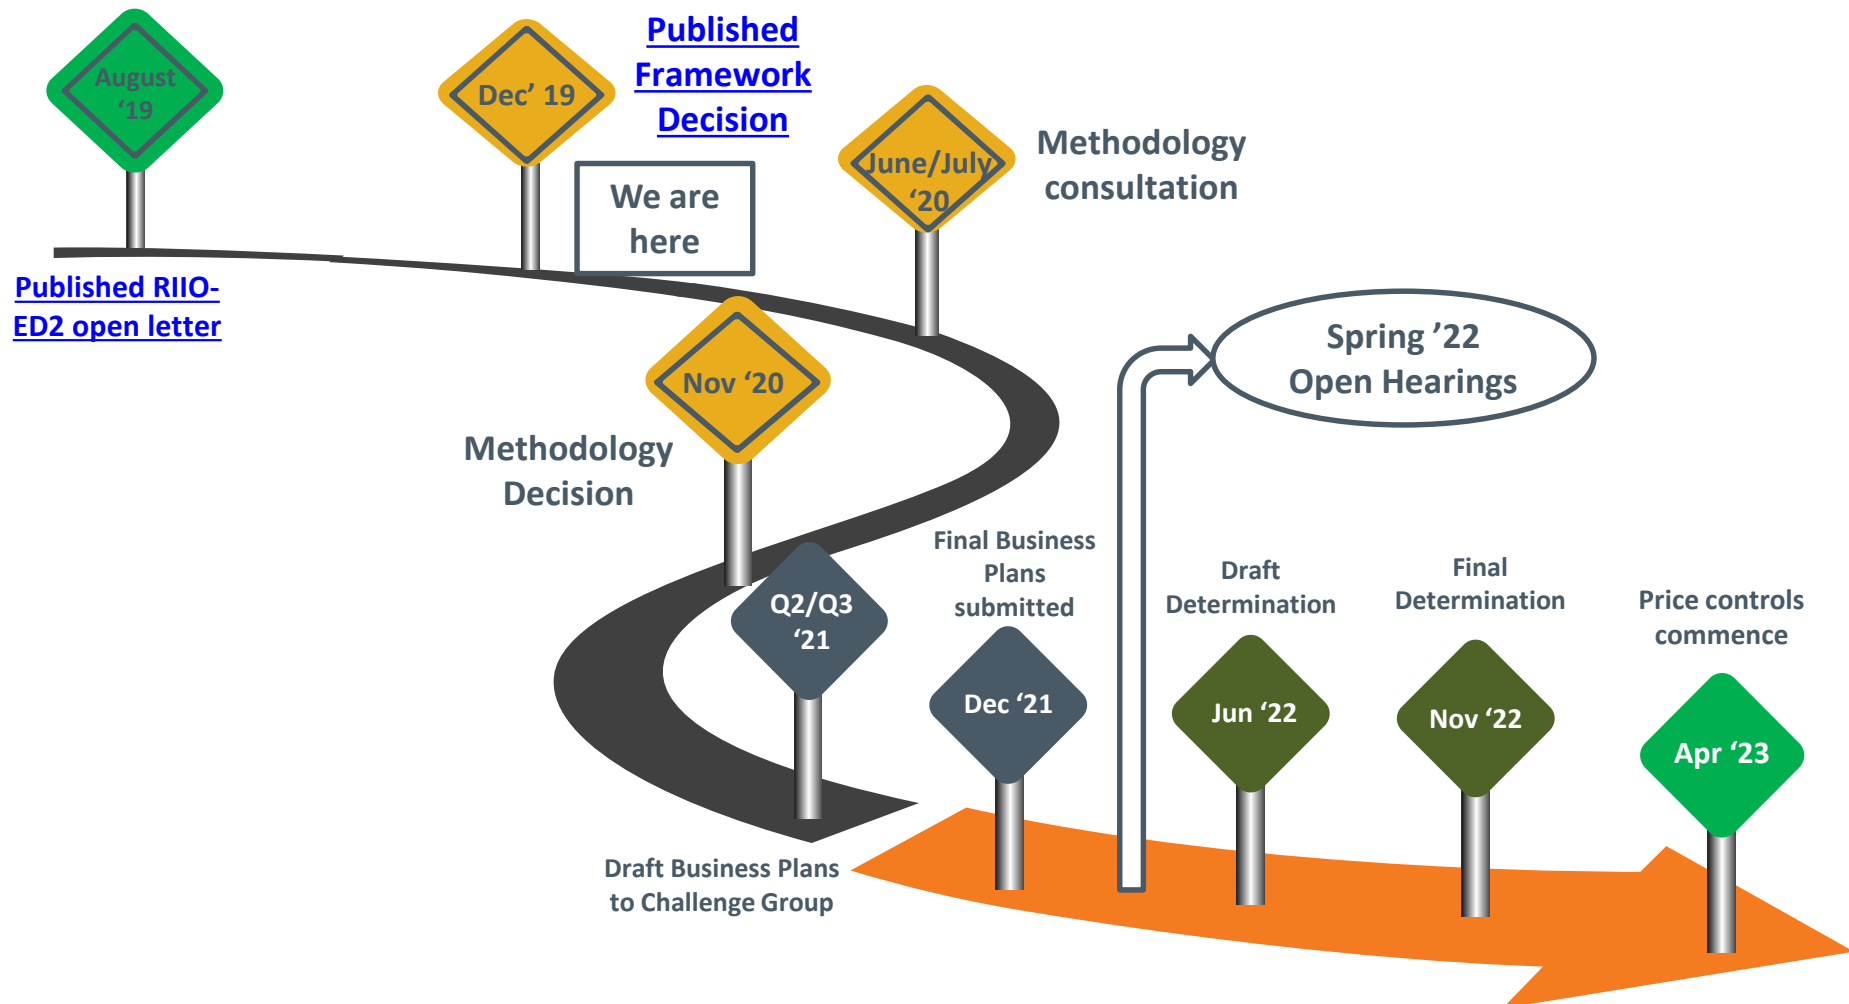 August
‘19
Published RIIO-
ED2 open letter
Dec’ 19
Published
Framework
Decision
We are
here
June/July
‘20
Methodology
consultation
Nov ‘20
Methodology
Decision
Q2/Q3
‘21
Draft Business Plans
to Challenge Group
Final Business
Plans
submitted
Dec ‘21
Spring ’22
Open Hearings
Draft
Determination
Jun ‘22
Final
Determination
Nov ‘22
Price controls
commence
Apr ‘23